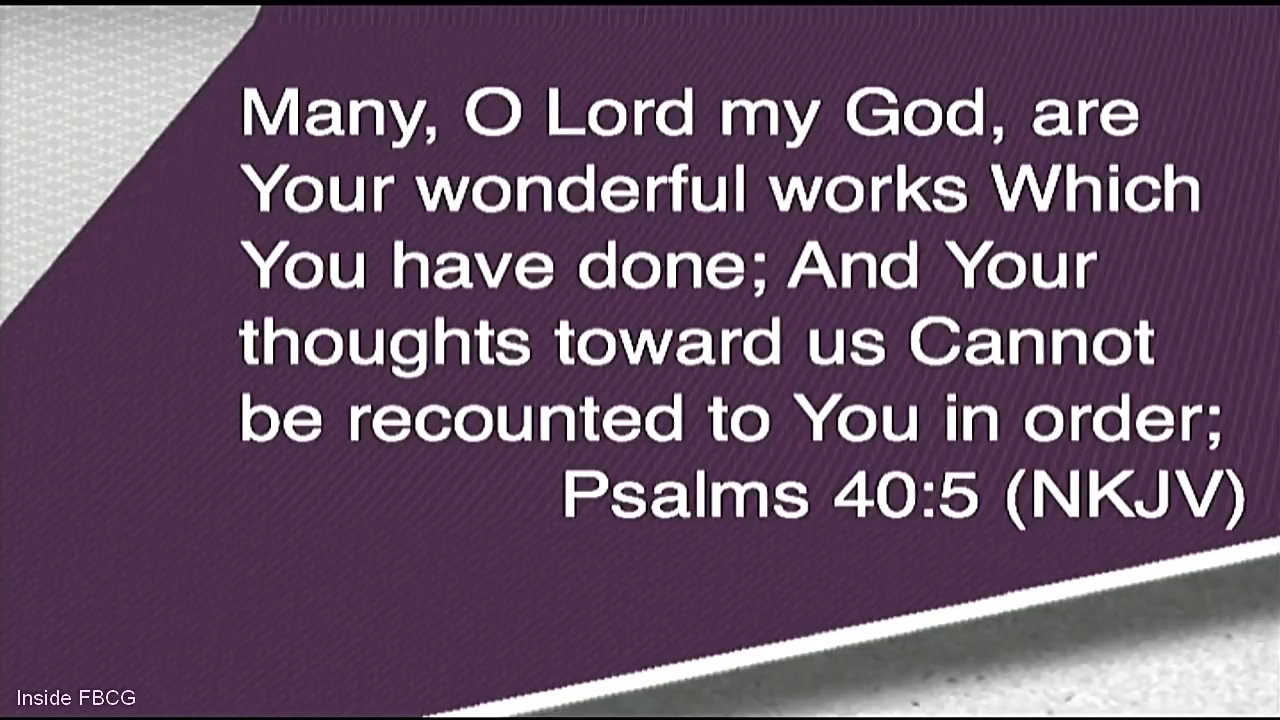 Many, O Lord my God, are
Your wonderful works Which
You have done; And Your
thoughts toward us Cannot
be recounted to You in order;
Psalms 40:5 (NKJV)
Inside FBCG